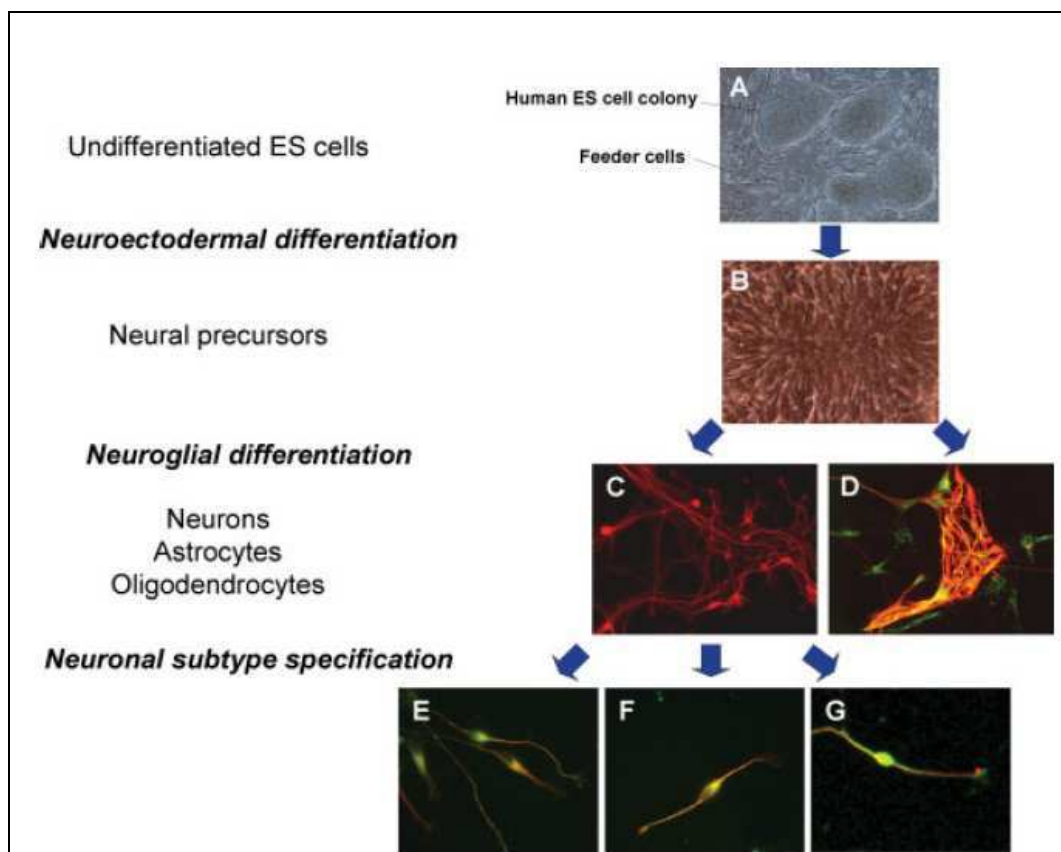 A
Human ES cell colony
Undifferentiated ES cells
Feeder cells
Neuroectodermal differentiation
B
Neural precursors
Neuroglial differentiation
C
D
Neurons
Astrocytes
Oligodendrocytes
Neuronal subtype specification
E
F
G